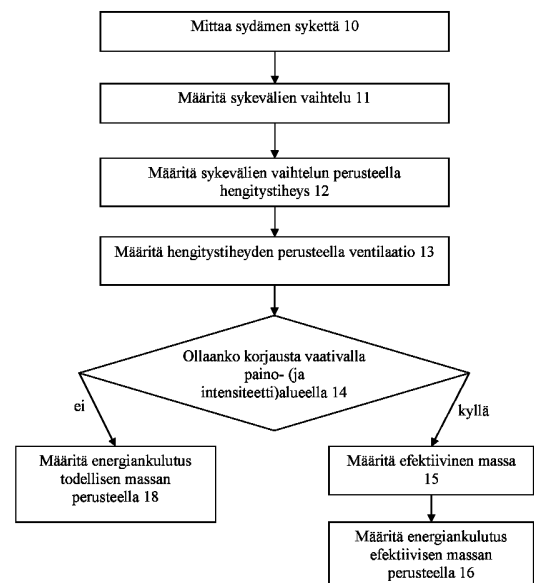 Mittaa sydämen sykettä 10
Määritä sykevälien vaihtelu 11
Määritä sykevälien vaihtelun perusteella
hengitystiheys 12
Määritä hengitystiheyden perusteella ventilaatio 13
Ollaanko korjausta vaativalla
paino- (ja
intensiteetti)alueella 14
ei
kyllä
Määritä energiankulutus
todellisen massan
perusteella 18
Määritä efektiivinen massa
15
Määritä energiankulutus
efektiivisen massan
perusteella 16